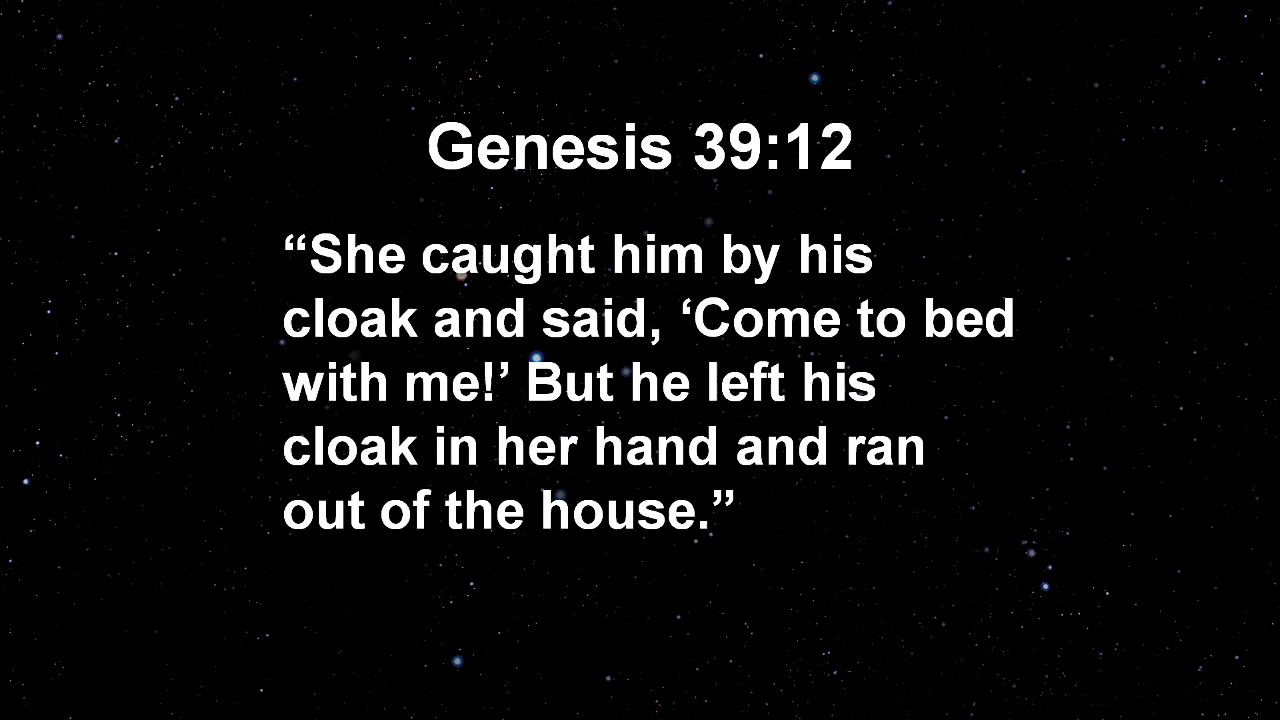 Genesis 39:12
“She caught him by his
cloak and said, ‘Come to bed
with me!’ But he left his
cloak in her hand and ran
out of the house.”